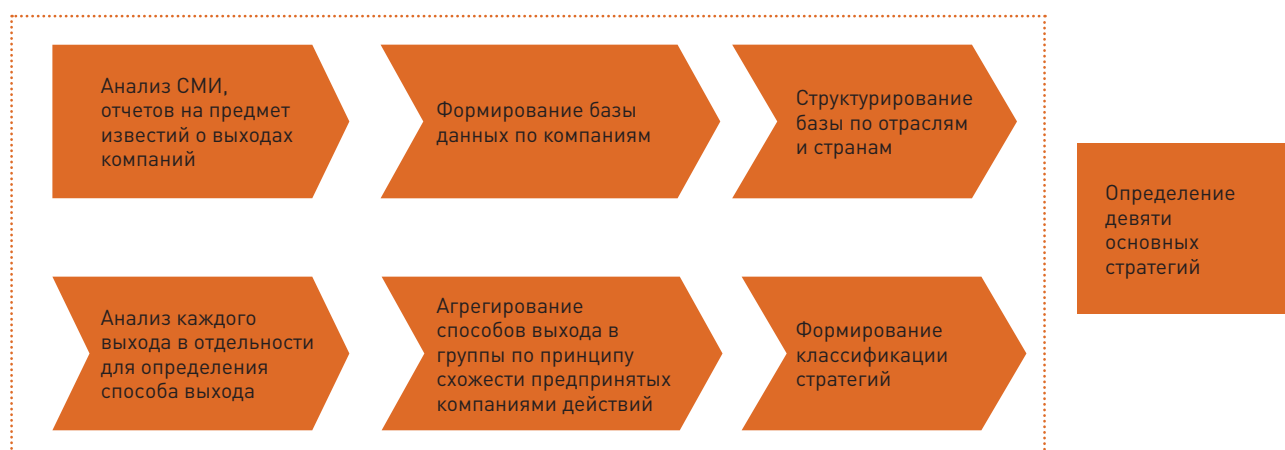 Анализ СМИ,
отчетов на предмет
известий о выходах
компаний
Формирование базы
данных по компаниям
Структурирование
базы по отраслям
и странам
Анализ каждого
выхода в отдельности
для определения
способа выхода
Агрегирование
способов выхода в
группы по принципу
схожести предпринятых
компаниями действий
Формирование
классификации
стратегий
Определение
девяти
основных
стратегий